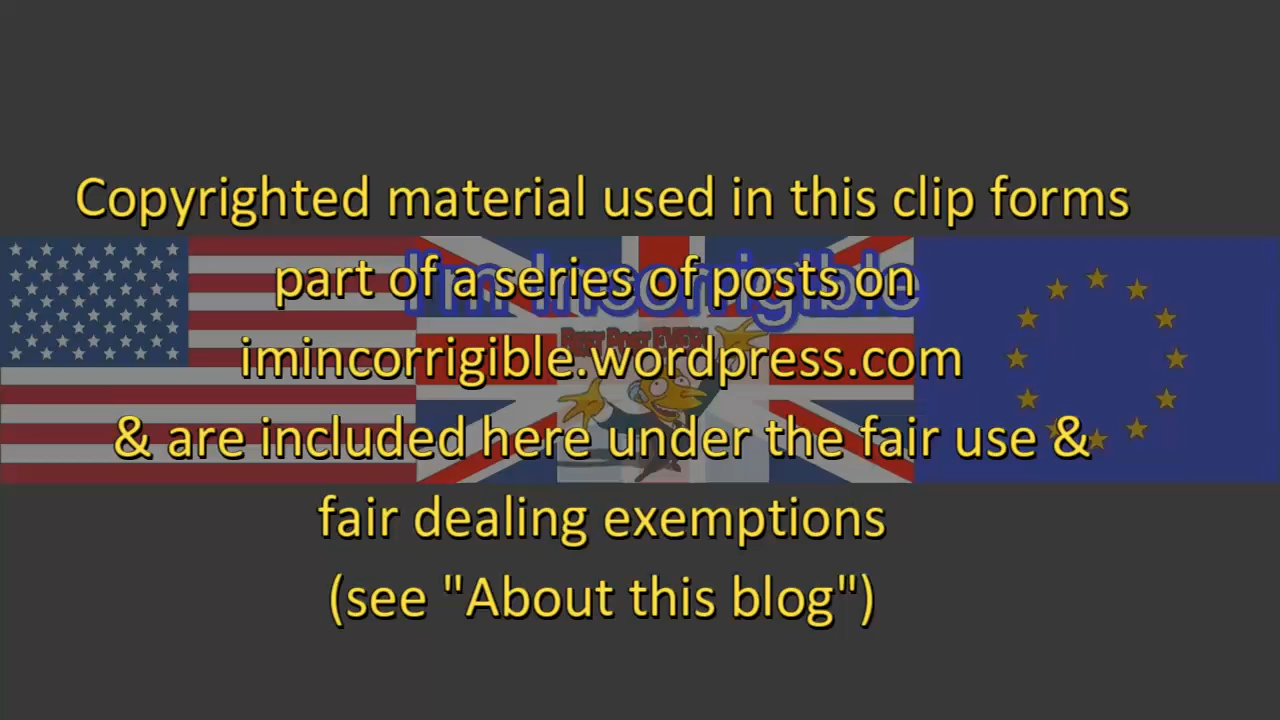 Copyrighted material used in this clip forms
I'm Incorrigible
part of a series of posts on
imincorrigible.wordpress.com
& are included here under the fair use &
fair dealing exemptions
(see "About this blog")